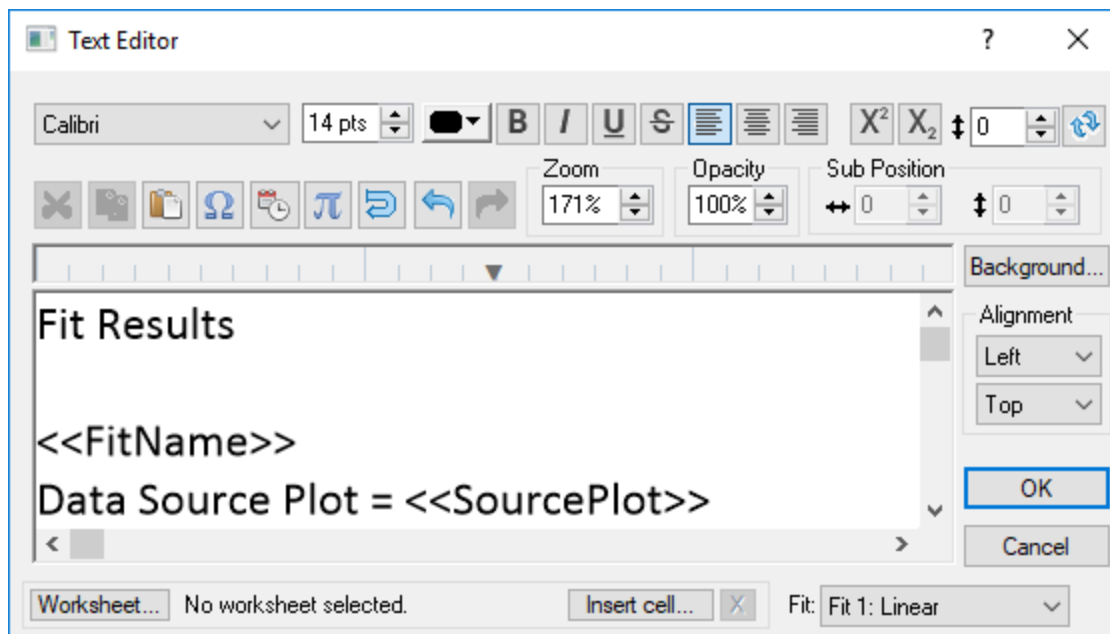 Text Editor
?
Calibri
14 pts
B I U S
X² X₂
0
Ω
π
Zoom
171%
Opacity
100%
Sub Position
0
0
Background...
Fit Results
<<FitName>>
Data Source Plot = <<SourcePlot>>
Alignment
Left
Top
OK
Cancel
Worksheet...
No worksheet selected.
Insert cell...
X
Fit:
Fit 1: Linear